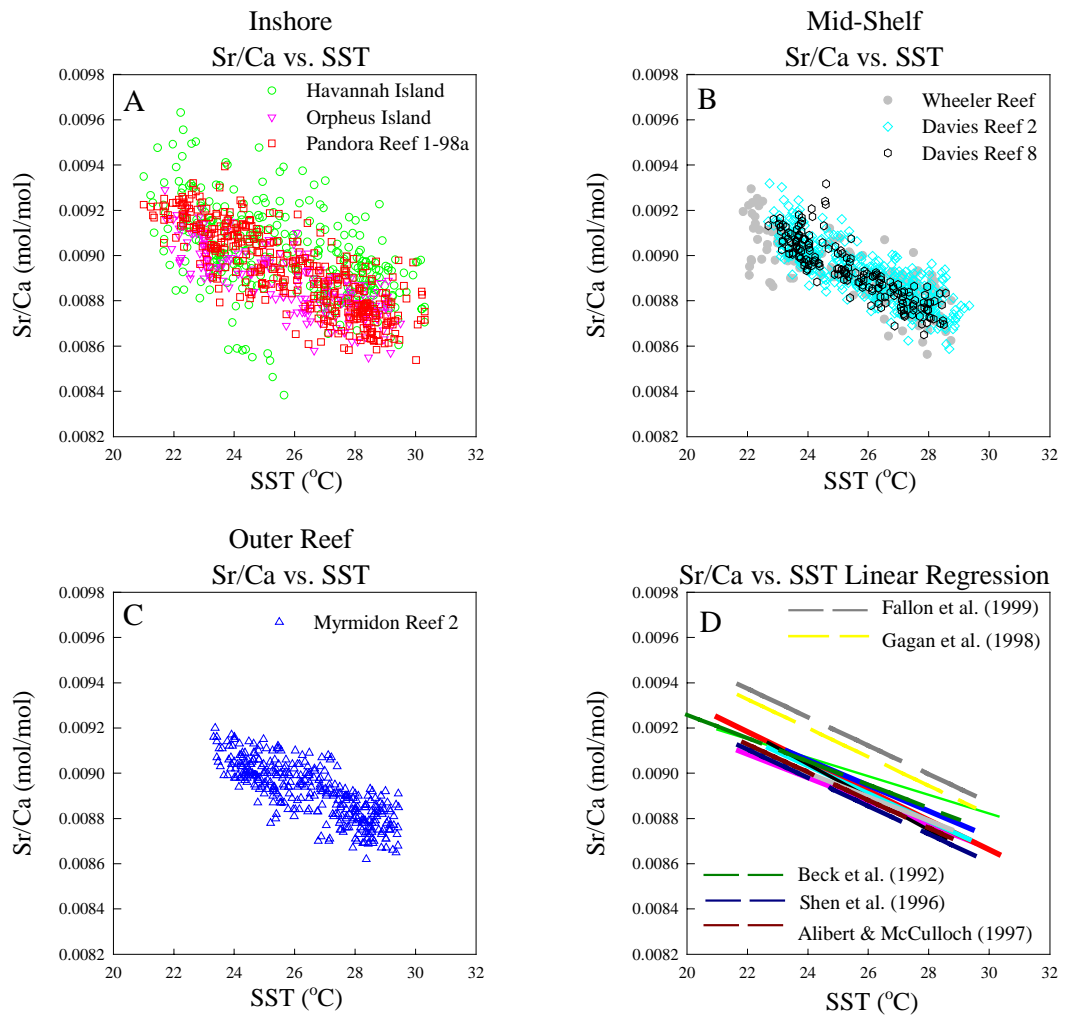 Inshore
Sr/Ca vs. SST
A
Havannah Island
Orpheus Island
Pandora Reef 1-98a
0.0098
0.0096
0.0094
0.0092
0.0090
0.0088
0.0086
0.0084
0.0082
Sr/Ca (mol/mol)
20 22 24 26 28 30 32
SST (°C)
Mid-Shelf
Sr/Ca vs. SST
B
Wheeler Reef
Davies Reef 2
Davies Reef 8
0.0098
0.0096
0.0094
0.0092
0.0090
0.0088
0.0086
0.0084
0.0082
Sr/Ca (mol/mol)
20 22 24 26 28 30 32
SST (°C)
Outer Reef
Sr/Ca vs. SST
C
Myrmidon Reef 2
0.0098
0.0096
0.0094
0.0092
0.0090
0.0088
0.0086
0.0084
0.0082
Sr/Ca (mol/mol)
20 22 24 26 28 30 32
SST (°C)
Sr/Ca vs. SST Linear Regression
D
Fallon et al. (1999)
Gagan et al. (1998)
Beck et al. (1992)
Shen et al. (1996)
Alibert & McCulloch (1997)
0.0098
0.0096
0.0094
0.0092
0.0090
0.0088
0.0086
0.0084
0.0082
Sr/Ca (mol/mol)
20 22 24 26 28 30 32
SST (°C)